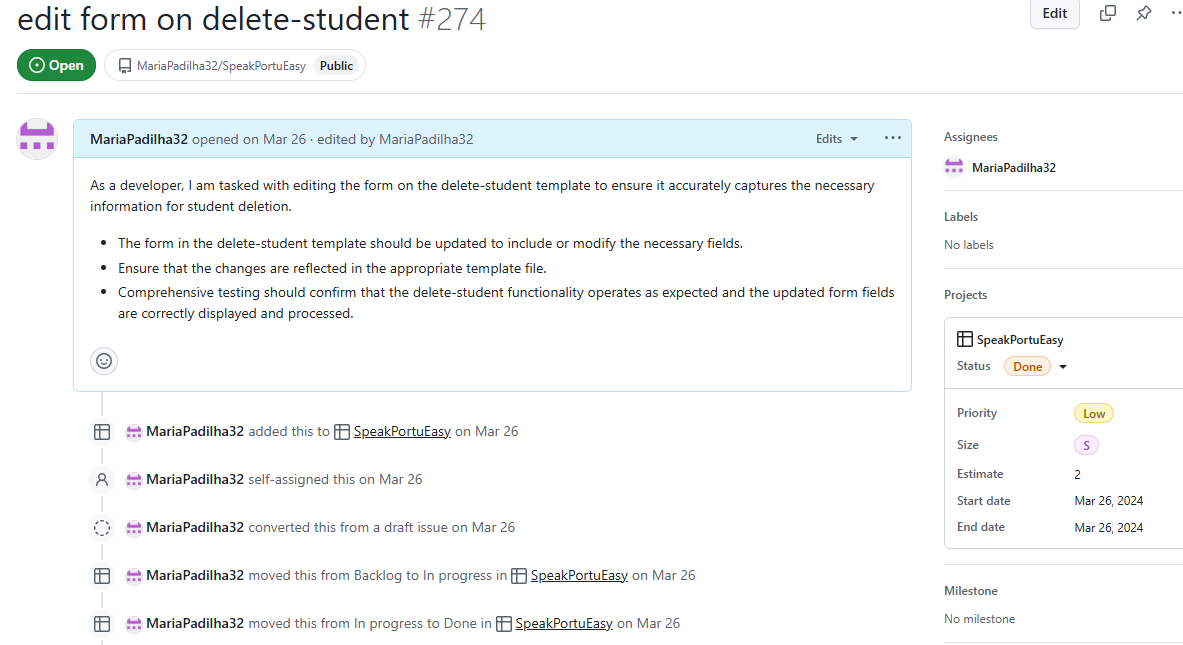 edit form on delete-student #274
Edit
Open
MariaPadilha32/SpeakPortuEasy Public
MariaPadilha32 opened on Mar 26 · edited by MariaPadilha32
Edits
As a developer, I am tasked with editing the form on the delete-student template to ensure it accurately captures the necessary
information for student deletion.
• The form in the delete-student template should be updated to include or modify the necessary fields.
• Ensure that the changes are reflected in the appropriate template file.
• Comprehensive testing should confirm that the delete-student functionality operates as expected and the updated form fields
are correctly displayed and processed.
MariaPadilha32 added this to SpeakPortuEasy on Mar 26
MariaPadilha32 self-assigned this on Mar 26
MariaPadilha32 converted this from a draft issue on Mar 26
MariaPadilha32 moved this from Backlog to In progress in SpeakPortuEasy on Mar 26
MariaPadilha32 moved this from In progress to Done in SpeakPortuEasy on Mar 26
Assignees
MariaPadilha32
Labels
No labels
Projects
SpeakPortuEasy
Status Done
Priority Low
Size S
Estimate 2
Start date Mar 26, 2024
End date Mar 26, 2024
Milestone
No milestone